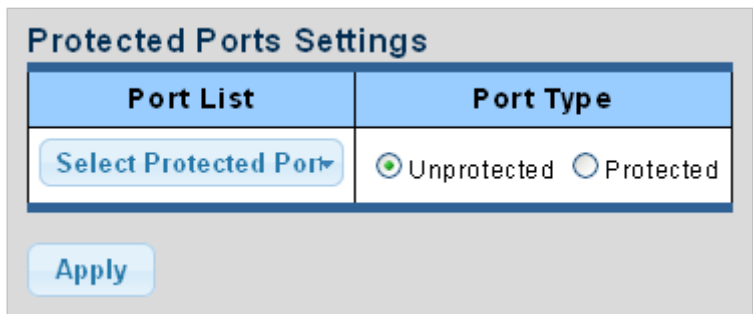 Protected Ports Settings
Port List Port Type
Select Protected Port Unprotected Protected
Apply